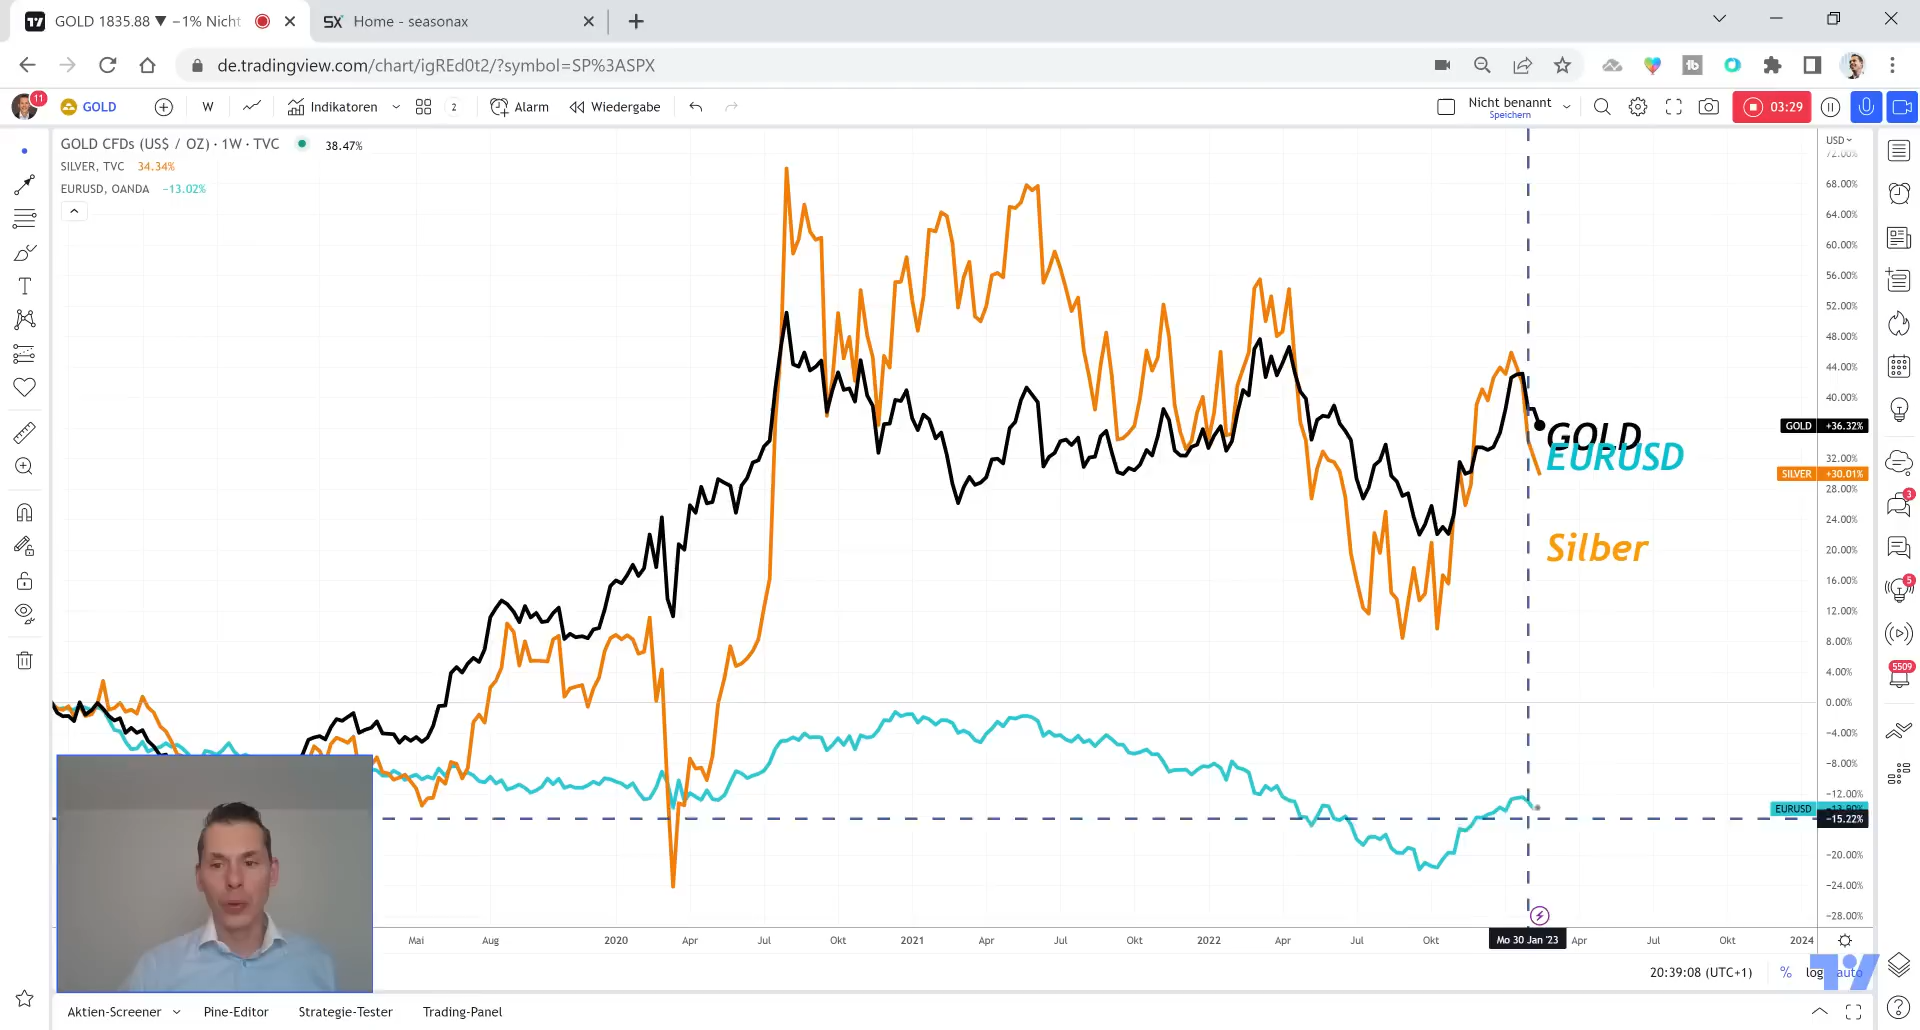 GOLD 1835.88 ▼ −1% Nicht
Home - seasonax
de.tradingview.com/chart/igREd0t2/?symbol=SP%3ASPX
11
GOLD
W
Indikatoren
2
Alarm
Wiedergabe
Nicht benannt
Speichern
03:29
GOLD CFDs (US$ / OZ) · 1W · TVC
38.47%
SILVER, TVC 34.34%
EURUSD, OANDA −13.02%
USD
72.00%
68.00%
64.00%
60.00%
56.00%
52.00%
48.00%
44.00%
40.00%
GOLD +36.32%
32.00%
SILVER +30.01%
28.00%
24.00%
20.00%
16.00%
12.00%
8.00%
4.00%
0.00%
−4.00%
−8.00%
−12.00%
EURUSD
−15.22%
−20.00%
−24.00%
−28.00%
GOLD
EURUSD
Silber
Mai Aug 2020 Apr Jul Okt 2021 Apr Jul Okt 2022 Apr Jul Okt Mo 30 Jan '23 Apr Jul Okt 2024
20:39:08 (UTC+1) % log auto
Aktien-Screener Pine-Editor Strategie-Tester Trading-Panel
3
5
5509